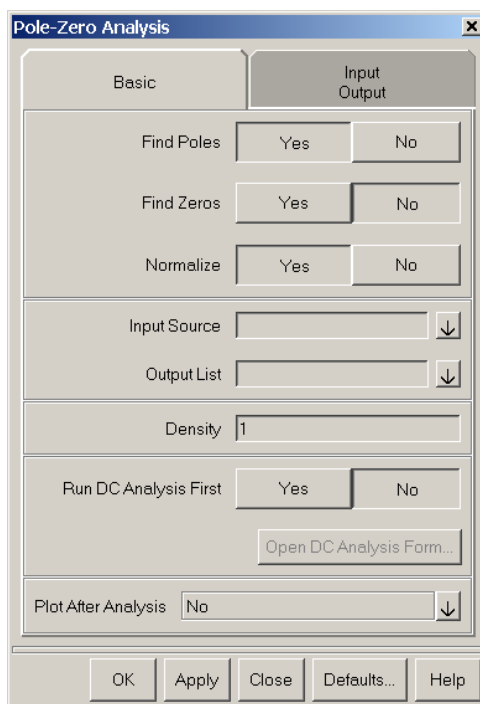 Pole-Zero Analysis
Basic
Input
Output
Find Poles Yes No
Find Zeros Yes No
Normalize Yes No
Input Source
Output List
Density 1
Run DC Analysis First Yes No
Open DC Analysis Form...
Plot After Analysis No
OK Apply Close Defaults... Help